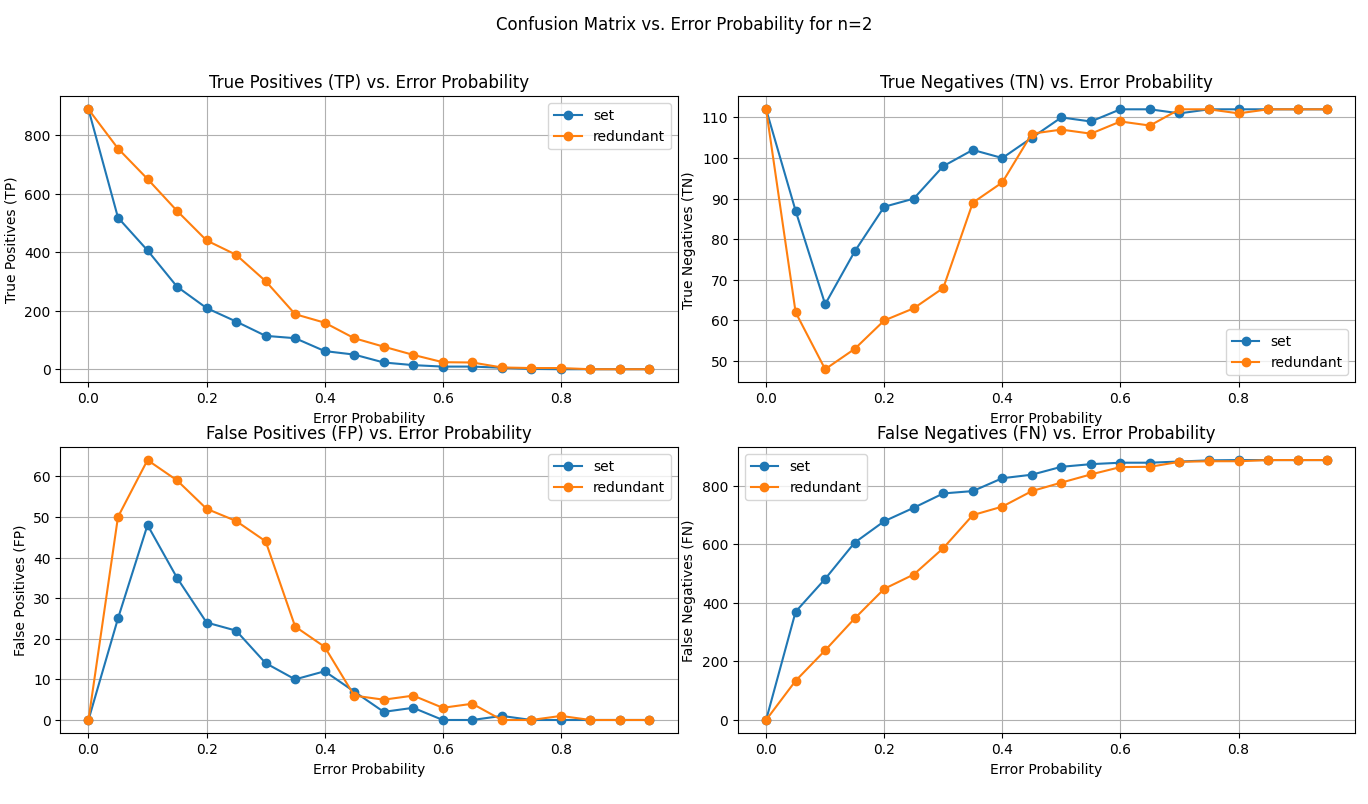 Confusion Matrix vs. Error Probability for n=2
True Positives (TP) vs. Error Probability
True Positives (TP)
800
600
400
200
0
0.0 0.2 0.4 0.6 0.8
Error Probability
set
redundant
True Negatives (TN) vs. Error Probability
True Negatives (TN)
110
100
90
80
70
60
50
0.0 0.2 0.4 0.6 0.8
Error Probability
set
redundant
False Positives (FP) vs. Error Probability
False Positives (FP)
60
50
40
30
20
10
0
0.0 0.2 0.4 0.6 0.8
Error Probability
set
redundant
False Negatives (FN) vs. Error Probability
False Negatives (FN)
800
600
400
200
0
0.0 0.2 0.4 0.6 0.8
Error Probability
set
redundant